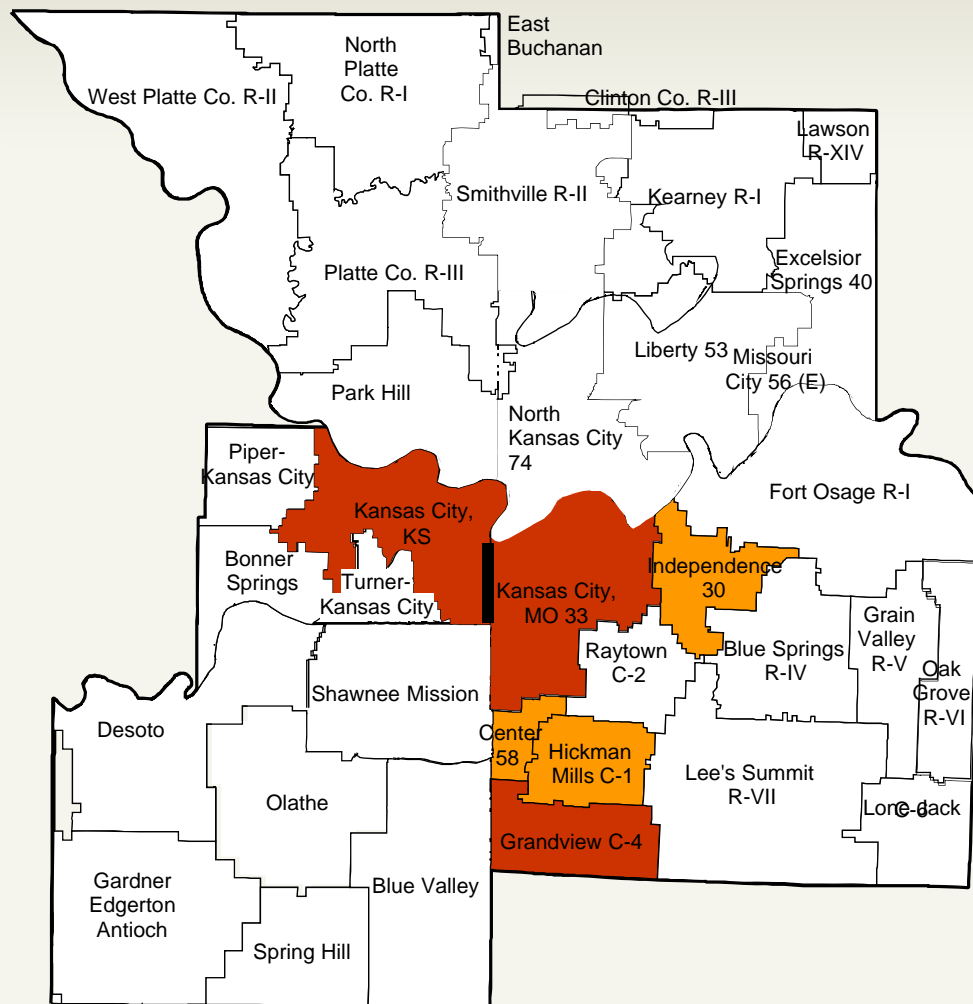 East
Buchanan
North
Platte
Co. R-I
West Platte Co. R-II
Clinton Co. R-III
Lawson
R-XIV
Smithville R-II
Kearney R-I
Platte Co. R-III
Excelsior
Springs 40
Liberty 53
Missouri
City 56 (E)
Park Hill
North
Kansas City
74
Piper-
Kansas City
Fort Osage R-I
Kansas City,
KS
Bonner
Springs
Turner-
Kansas City
Kansas City,
MO 33
Independence
30
Grain
Valley
R-V
Raytown
C-2
Blue Springs
R-IV
Oak
Grove
R-VI
Shawnee Mission
Desoto
Center
58
Hickman
Mills C-1
Lee's Summit
R-VII
Olathe
Lone Jack
C-6
Grandview C-4
Gardner
Edgerton
Antioch
Blue Valley
Spring Hill